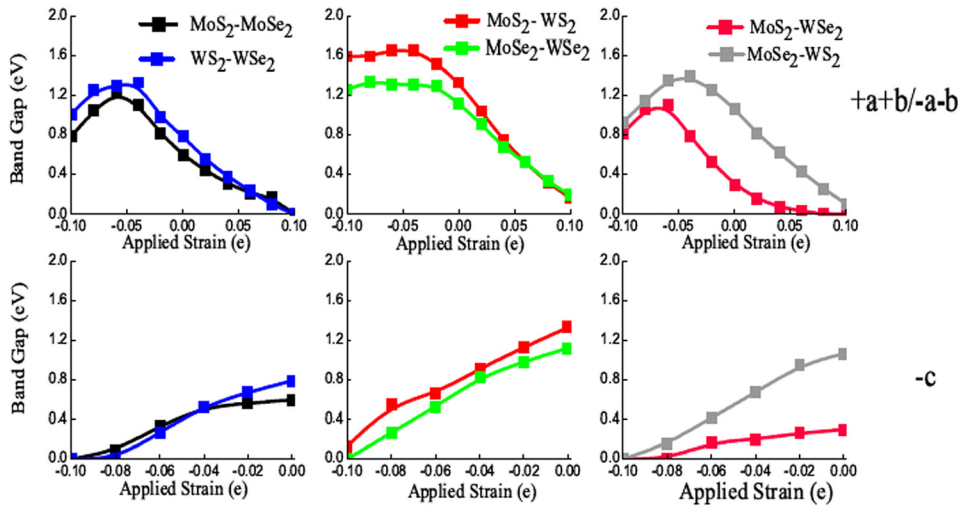 MoS2-MoSe2
WS2-WSe2
Band Gap (eV)
2.0
1.6
1.2
0.8
0.4
0.0
-0.10 -0.05 0.00 0.05 0.10
Applied Strain (e)
MoS2- WS2
MoSe2-WSe2
2.0
1.6
1.2
0.8
0.4
0.0
-0.10 -0.05 0.00 0.05 0.10
Applied Strain (e)
MoS2-WSe2
MoSe2-WS2
2.0
1.6
1.2
0.8
0.4
0.0
-0.10 -0.05 0.00 0.05 0.10
Applied Strain (e)
+a+b/-a-b
Band Gap (eV)
2.0
1.6
1.2
0.8
0.4
0.0
-0.10 -0.08 -0.06 -0.04 -0.02 0.00
Applied Strain (e)
2.0
1.6
1.2
0.8
0.4
0.0
-0.10 -0.08 -0.06 -0.04 -0.02 0.00
Applied Strain (e)
2.0
1.6
1.2
0.8
0.4
0.0
-0.10 -0.08 -0.06 -0.04 -0.02 0.00
Applied Strain (e)
-c